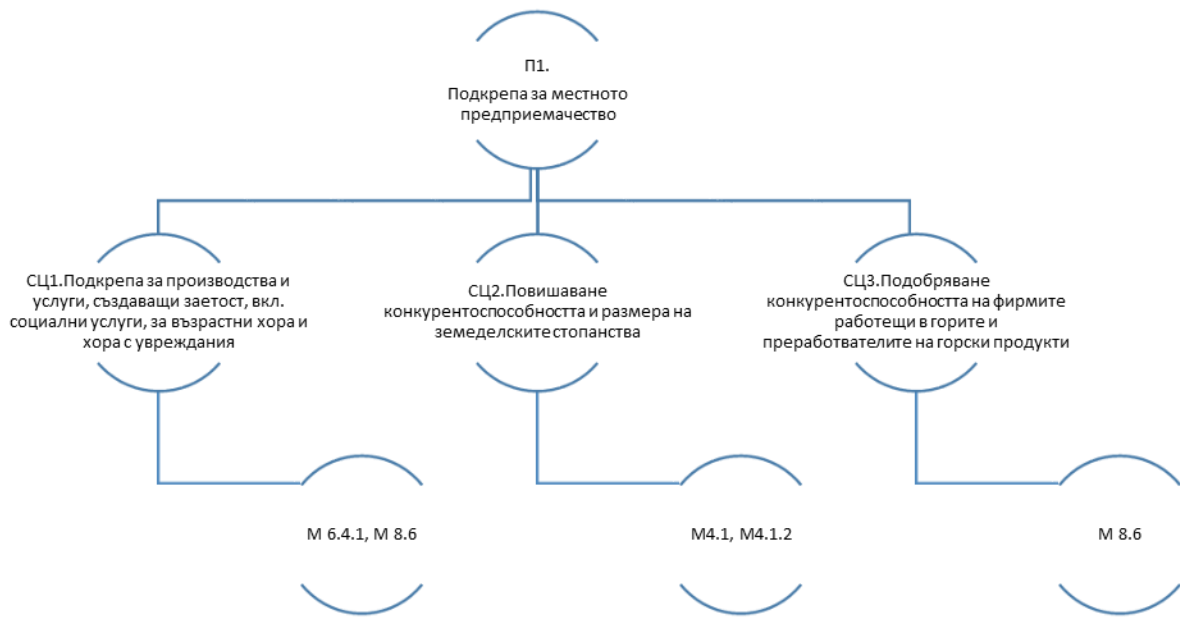 П1.
Подкрепа за местното
предприемачество
СЦ1.Подкрепа за производства и
услуги, създаващи заетост, вкл.
социални услуги, за възрастни хора и
хора с увреждания
СЦ2.Повишаване
конкурентоспособността и размера на
земеделските стопанства
СЦ3.Подобряване
конкурентоспособността на фирмите
работещи в горите и
преработвателите на горски продукти
М 6.4.1, М 8.6
М4.1, М4.1.2
М 8.6